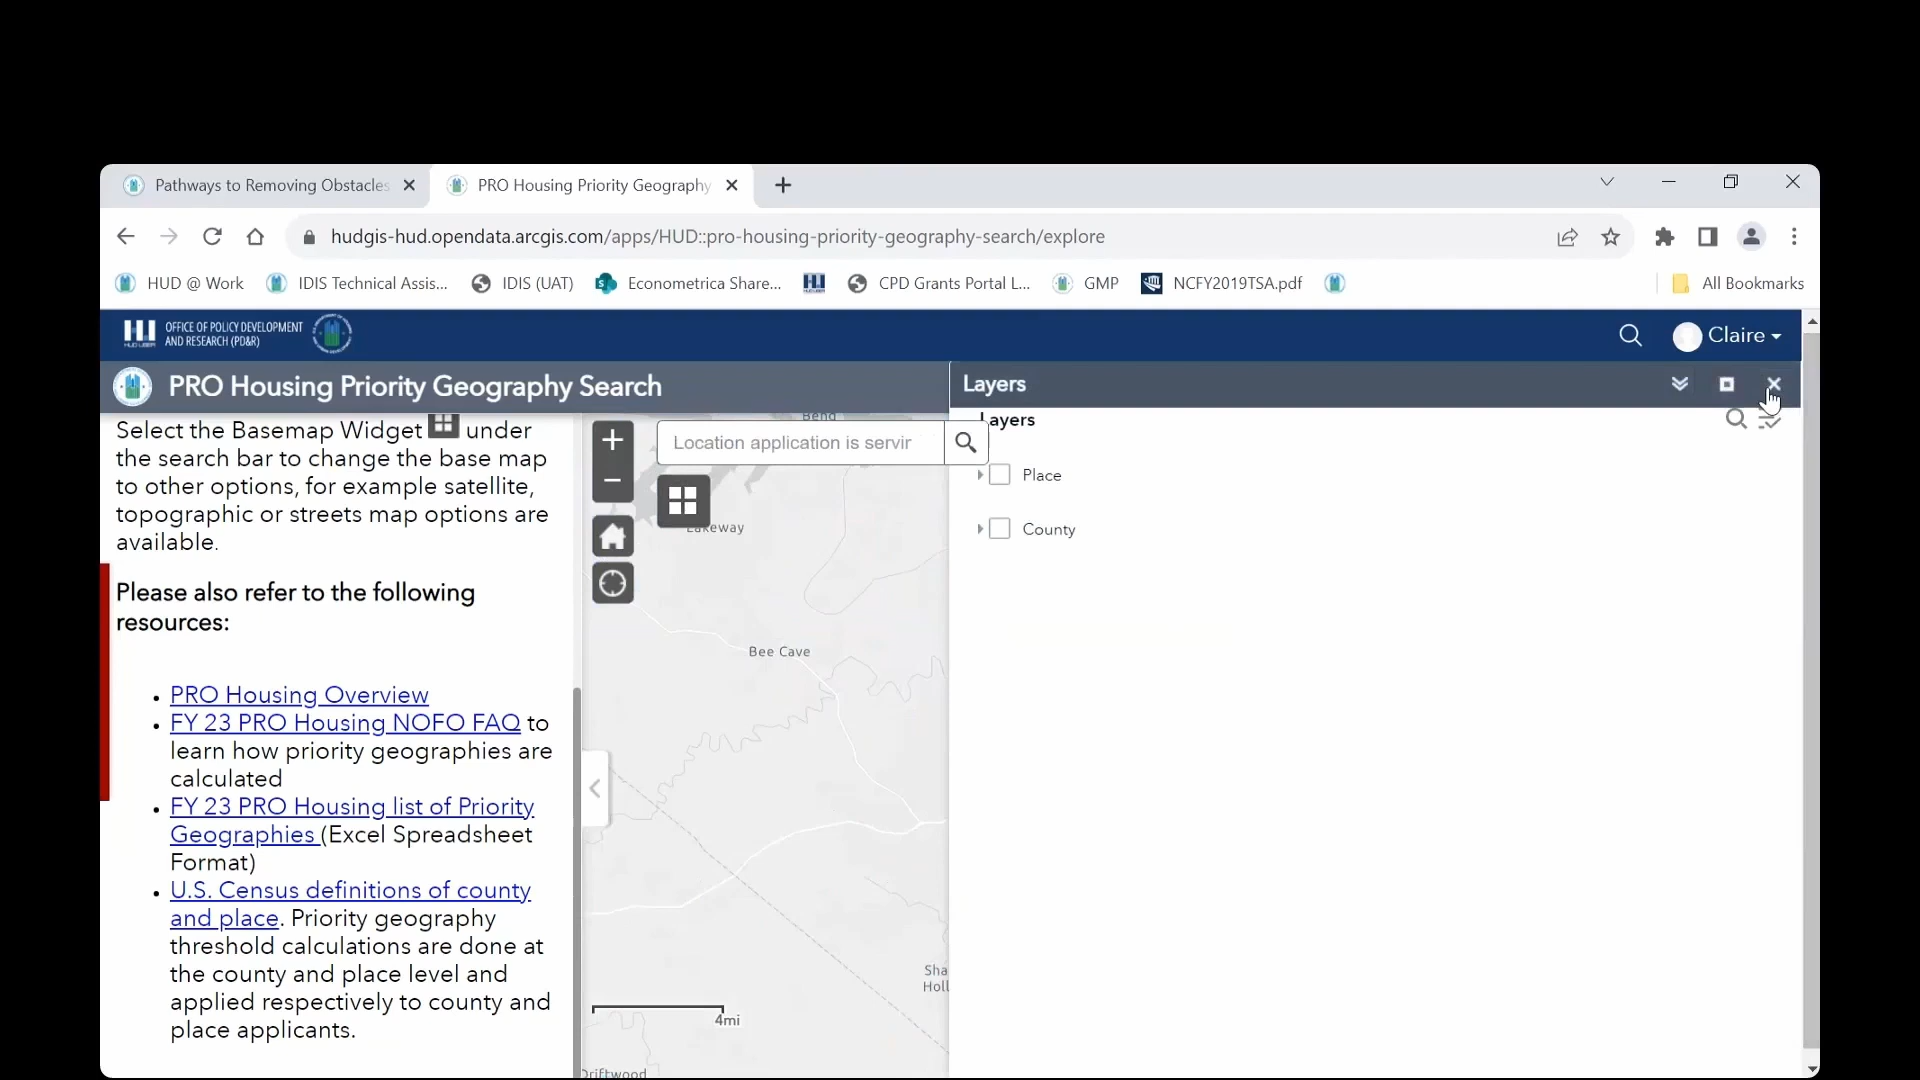 Pathways to Removing Obstacles
PRO Housing Priority Geography
hudgis-hud.opendata.arcgis.com/apps/HUD::pro-housing-priority-geography-search/explore
HUD @ Work
IDIS Technical Assis...
IDIS (UAT)
Econometrica Share...
CPD Grants Portal L...
GMP
NCFY2019TSA.pdf
All Bookmarks
OFFICE OF POLICY DEVELOPMENT
AND RESEARCH (PD&R)
Claire
PRO Housing Priority Geography Search
Layers
Select the Basemap Widget under
the search bar to change the base map
to other options, for example satellite,
topographic or streets map options are
available.
Please also refer to the following
resources:
• PRO Housing Overview
• FY 23 PRO Housing NOFO FAQ to
learn how priority geographies are
calculated
• FY 23 PRO Housing list of Priority
Geographies (Excel Spreadsheet
Format)
• U.S. Census definitions of county
and place. Priority geography
threshold calculations are done at
the county and place level and
applied respectively to county and
place applicants.
Bend
Location application is servir
Lakeway
Bee Cave
Sha
Holl
4mi
Driftwood
Layers
Place
County